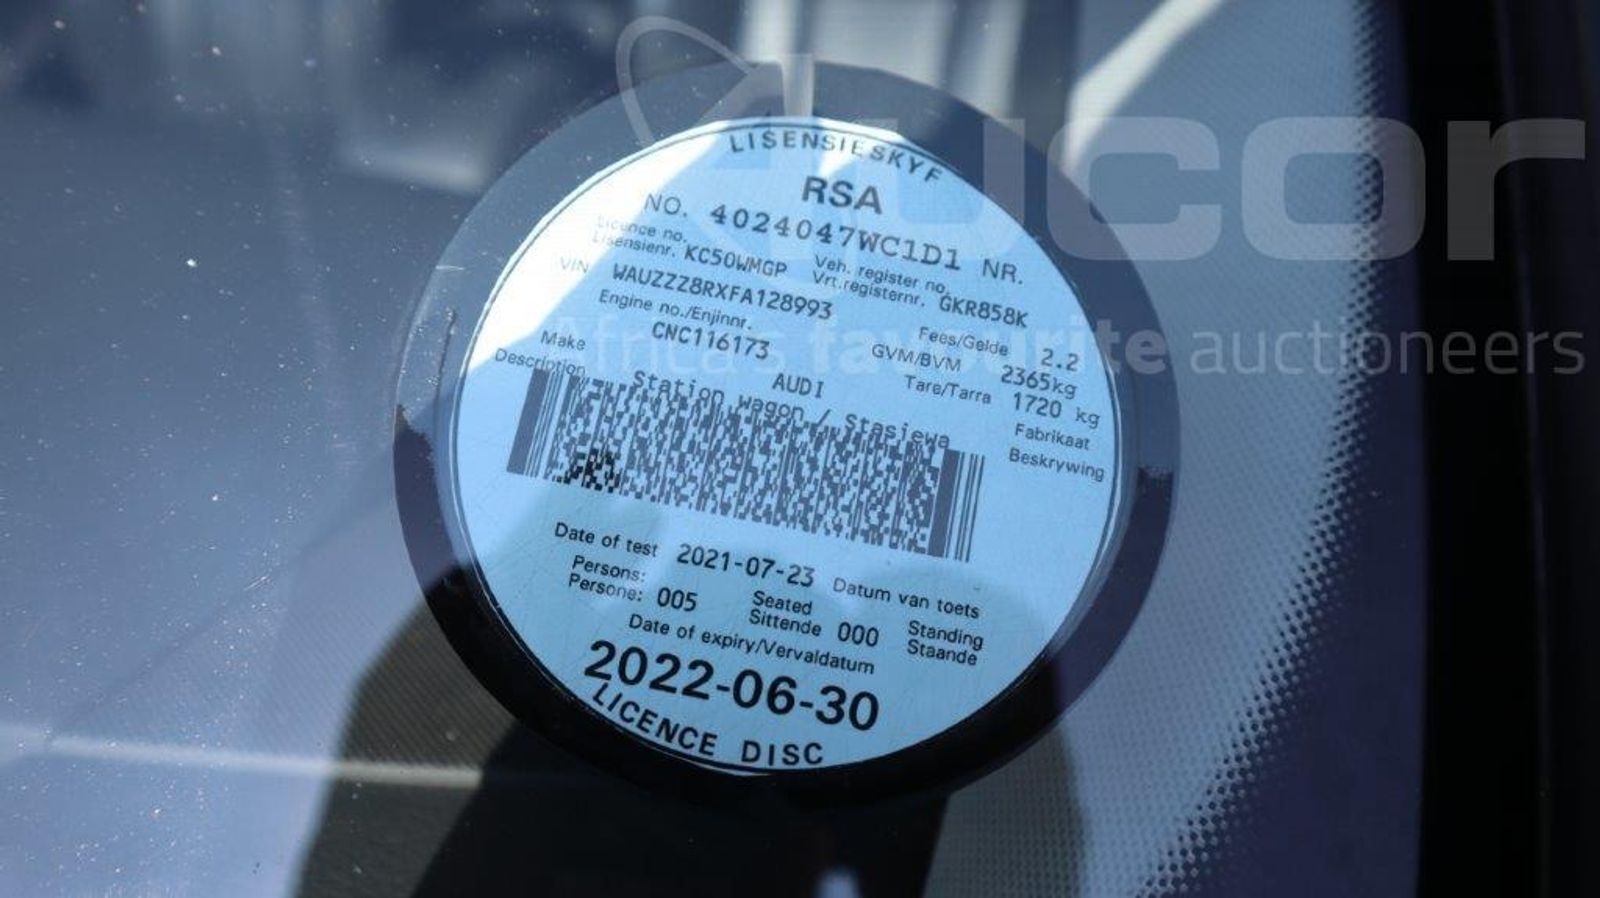 LISENSIESKYF
RSA
NO. 4024047WC1D1 NR.
Licence no. Veh. register no.
Lisensienr. KC50WMGP Vrt.registernr. GKR858K
VIN WAUZZZ8RXFA128993 Fees/Gelde 2.2
Engine no./Enjinnr. GVM/BVM 2365kg
CNC116173 Tare/Tarra 1720 kg
Make AUDI Fabrikaat
Description Station wagon / Stasiewa Beskrywing
Date of test 2021-07-23 Datum van toets
Persons: Seated Standing
Persone: 005 Sittende 000 Staande
Date of expiry/Vervaldatum
2022-06-30
LICENCE DISC
aucor
Africa's favourite auctioneers